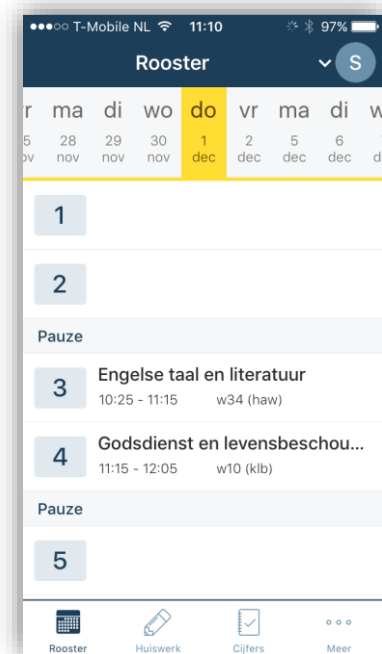 T-Mobile NL 11:10 97%
Rooster S
r ma di wo do vr ma di w
5 28 29 30 1 2 5 6
ov nov nov nov dec dec dec dec d
1
2
Pauze
3 Engelse taal en literatuur
10:25 - 11:15 w34 (haw)
4 Godsdienst en levensbeschou...
11:15 - 12:05 w10 (klb)
Pauze
5
Rooster Huiswerk Cijfers Meer